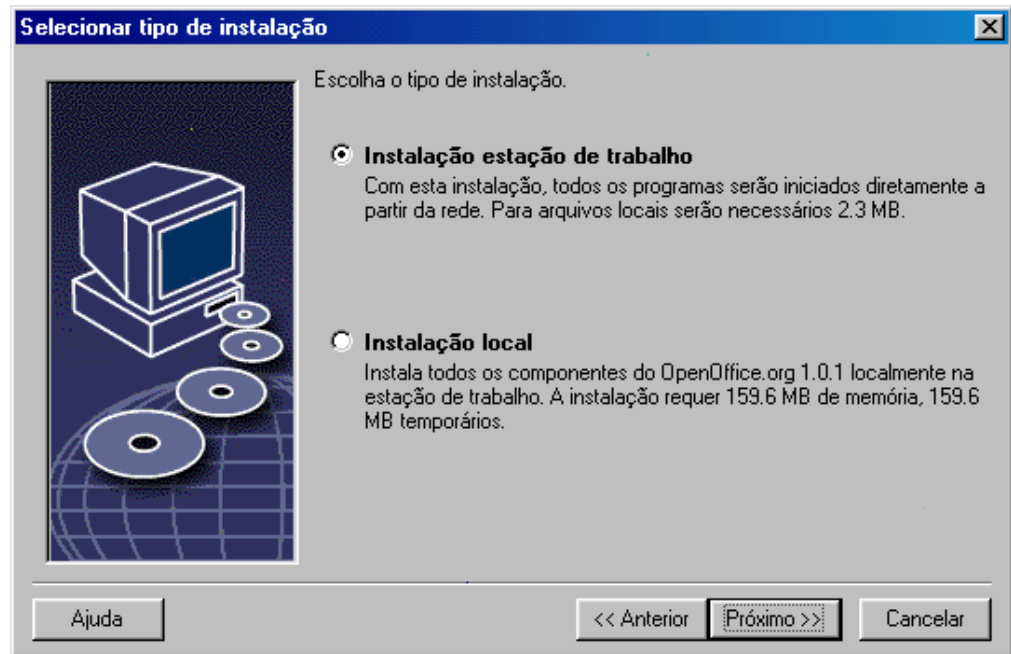 Selecionar tipo de instalação
Escolha o tipo de instalação.
Instalação estação de trabalho
Com esta instalação, todos os programas serão iniciados diretamente a
partir da rede. Para arquivos locais serão necessários 2.3 MB.
Instalação local
Instala todos os componentes do OpenOffice.org 1.0.1 localmente na
estação de trabalho. A instalação requer 159.6 MB de memória, 159.6
MB temporários.
Ajuda
<< Anterior
Próximo >>
Cancelar